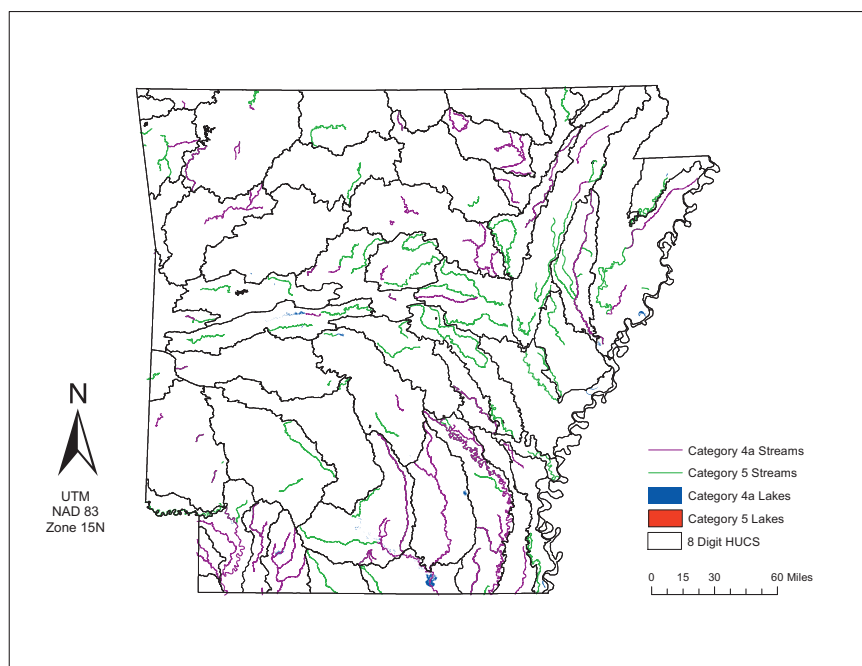 N
UTM
NAD 83
Zone 15N
Category 4a Streams
Category 5 Streams
Category 4a Lakes
Category 5 Lakes
8 Digit HUCS
0 15 30 60 Miles